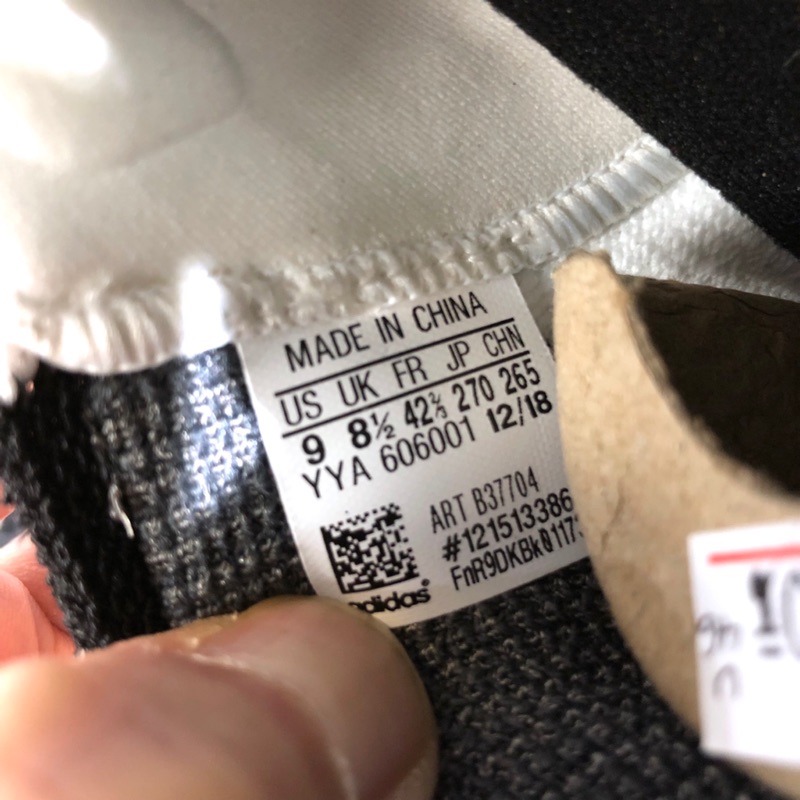 MADE IN CHINA
US UK FR JP CHN
9 8½ 42⅔ 270 265
YYA 606001 12/18
ART B37704
#121513386
FnR9DKBk0117
adidas